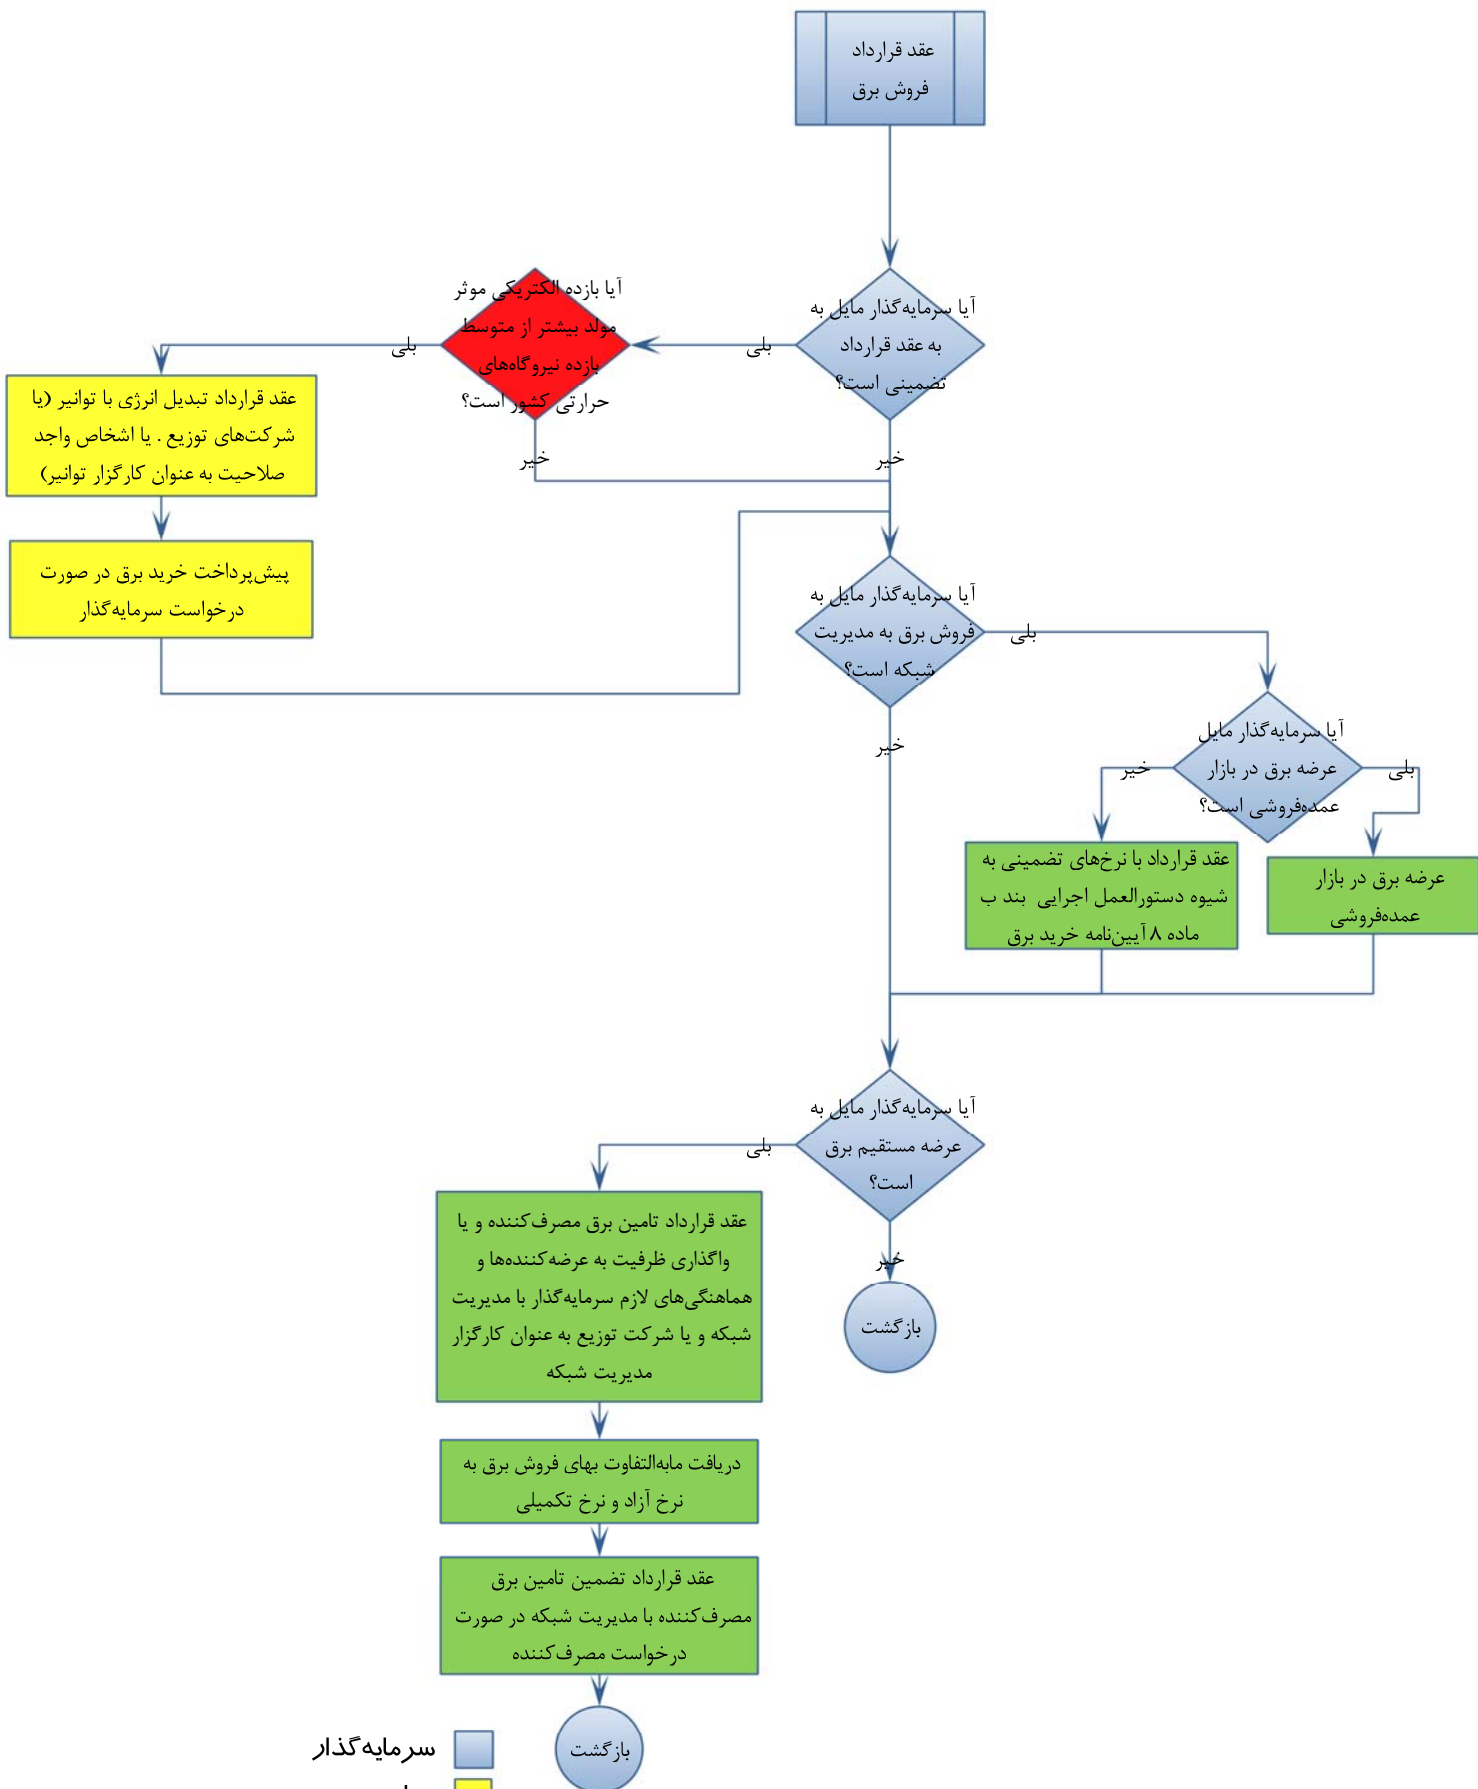 عقد قرارداد
فروش برق
آیا سرمایه‌گذار مایل به
به عقد قرارداد
تضمینی است؟
بلی
خیر
آیا بازده الکتریکی موثر
مولد بیشتر از متوسط
بازده نیروگاه‌های
حرارتی کشور است؟
بلی
خیر
عقد قرارداد تبدیل انرژی با توانیر (یا
شرکت‌های توزیع . یا اشخاص واجد
صلاحیت به عنوان کارگزار توانیر)
پیش‌پرداخت خرید برق در صورت
درخواست سرمایه‌گذار
آیا سرمایه‌گذار مایل به
فروش برق به مدیریت
شبکه است؟
بلی
خیر
آیا سرمایه‌گذار مایل
عرضه برق در بازار
عمده‌فروشی است؟
بلی
خیر
عرضه برق در بازار
عمده‌فروشی
عقد قرارداد با نرخ‌های تضمینی به
شیوه دستورالعمل اجرایی بند ب
ماده ۸ آیین‌نامه خرید برق
آیا سرمایه‌گذار مایل به
عرضه مستقیم برق
است؟
بلی
خیر
بازگشت
عقد قرارداد تامین برق مصرف‌کننده و یا
واگذاری ظرفیت به عرضه‌کننده‌ها و
هماهنگی‌های لازم سرمایه‌گذار با مدیریت
شبکه و یا شرکت توزیع به عنوان کارگزار
مدیریت شبکه
دریافت مابه‌التفاوت بهای فروش برق به
نرخ آزاد و نرخ تکمیلی
عقد قرارداد تضمین تامین برق
مصرف‌کننده با مدیریت شبکه در صورت
درخواست مصرف‌کننده
بازگشت
سرمایه‌گذار